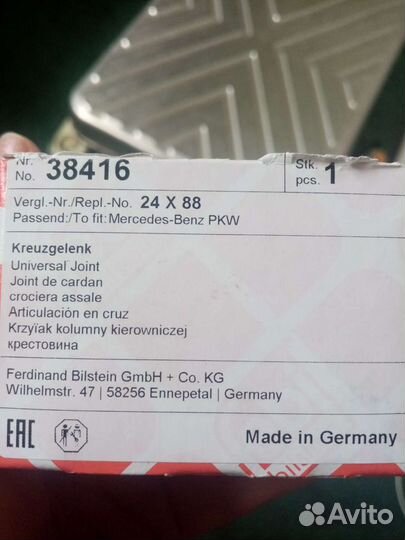 Nr.
No. 38416
Stk.
pcs. 1
Vergl.-Nr./Repl.-No. 24 X 88
Passend:/To fit:Mercedes-Benz PKW
Kreuzgelenk
Universal Joint
Joint de cardan
crociera assale
Articulación en cruz
Krzyïak kolumny kierowniczej
крестовина
Ferdinand Bilstein GmbH + Co. KG
Wilhelmstr. 47 | 58256 Ennepetal | Germany
EAC
Made in Germany
Avito